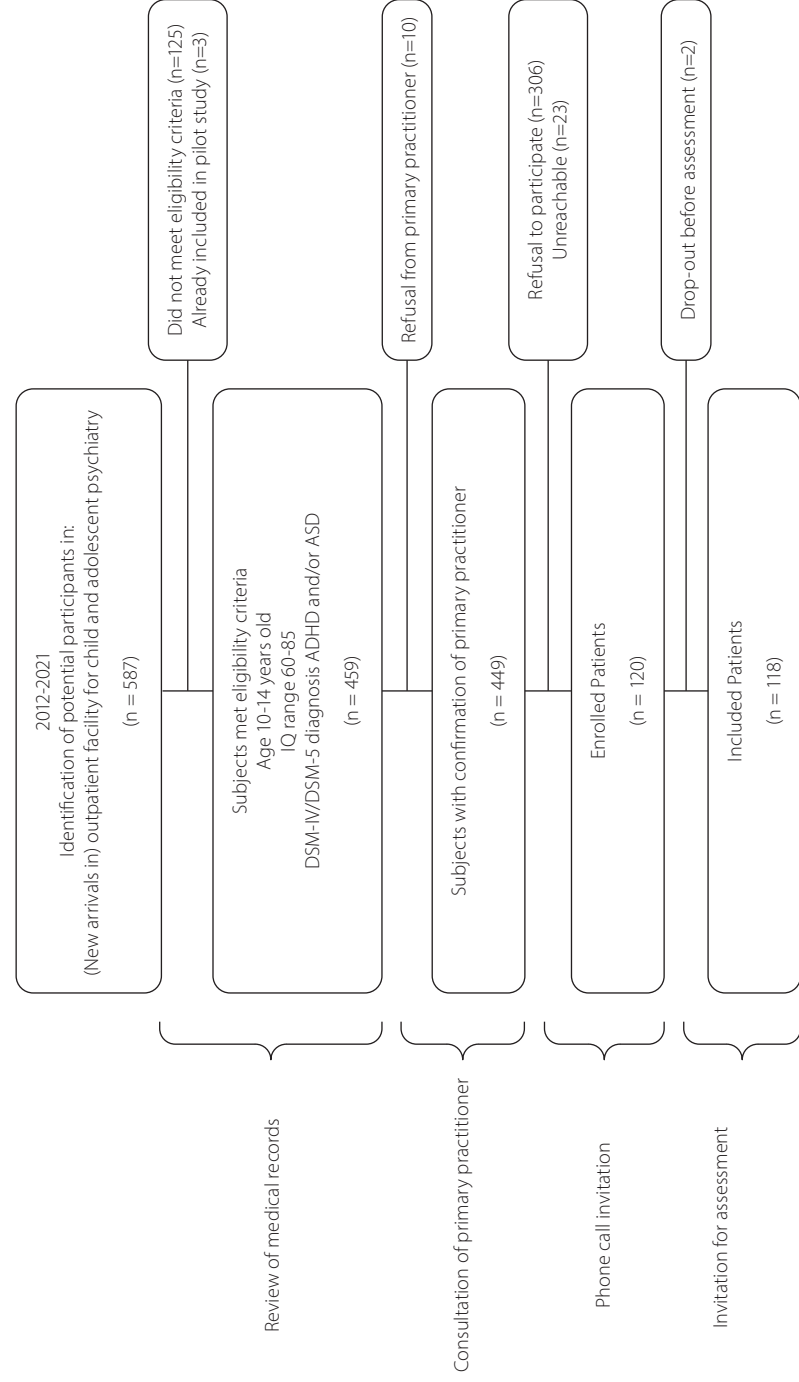 2012-2021
Identification of potential participants in:
(New arrivals in) outpatient facility for child and adolescent psychiatry
(n = 587)
Did not meet eligibility criteria (n=125)
Already included in pilot study (n=3)
Review of medical records
Subjects met eligibility criteria
Age 10-14 years old
IQ range 60-85
DSM-IV/DSM-5 diagnosis ADHD and/or ASD
(n = 459)
Refusal from primary practitioner (n=10)
Consultation of primary practitioner
Subjects with confirmation of primary practitioner
(n = 449)
Refusal to participate (n=306)
Unreachable (n=23)
Phone call invitation
Enrolled Patients
(n = 120)
Drop-out before assessment (n=2)
Invitation for assessment
Included Patients
(n = 118)